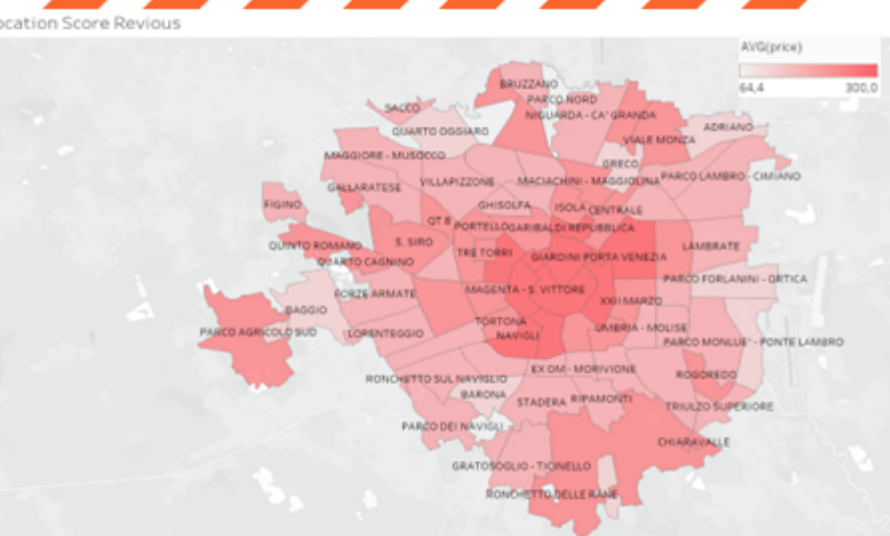 ocation Score Revious
AVG(price)
64,4 300,0
BRUZZANO
PARCO NORD
SACCO
NIGUARDA - CA' GRANDA
QUARTO OGGIARO
ADRIANO
VIALE MONZA
MAGGIORE - MUSOCCO
GRECO
PARCO LAMBRO - CIMIANO
GALLARATESE
VILLAPIZZONE
MACIACHINI - MAGGIOLINA
FIGINO
GHISOLFA
ISOLA
CENTRALE
QT 8
PORTELLO
GARIBALDI REPUBBLICA
QUINTO ROMANO
S. SIRO
TRE TORRI
GIARDINI PORTA VENEZIA
LAMBRATE
QUARTO CAGNINO
PARCO FORLANINI - ORTICA
FORZE ARMATE
MAGENTA - S. VITTORE
XXII MARZO
BAGGIO
TORTONA
PARCO AGRICOLO SUD
LORENTEGGIO
NAVIGLI
UMBRIA - MOLISE
PARCO MONLUE' - PONTE LAMBRO
EX OM - MORIVIONE
ROGOREDO
RONCHETTO SUL NAVIGLIO
BARONA
STADERA
RIPAMONTI
TRIULZO SUPERIORE
PARCO DEI NAVIGLI
CHIARAVALLE
GRATOSOGLIO - TICINELLO
RONCHETTO DELLE RANE